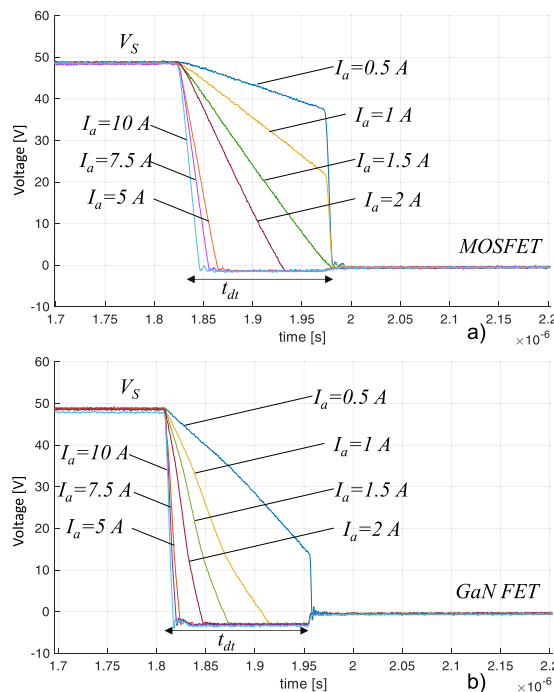 60
50
40
30
20
10
0
-10
Voltage [V]
V_S
I_a=0.5 A
I_a=1 A
I_a=10 A
I_a=7.5 A
I_a=1.5 A
I_a=5 A
I_a=2 A
MOSFET
t_dt
1.7 1.75 1.8 1.85 1.9 1.95 2 2.05 2.1 2.15 2.2
time [s]
a)
×10⁻⁶
60
50
40
30
20
10
0
-10
Voltage [V]
V_S
I_a=0.5 A
I_a=1 A
I_a=10 A
I_a=7.5 A
I_a=1.5 A
I_a=5 A
I_a=2 A
GaN FET
t_dt
1.7 1.75 1.8 1.85 1.9 1.95 2 2.05 2.1 2.15 2.2
time [s]
b)
×10⁻⁶